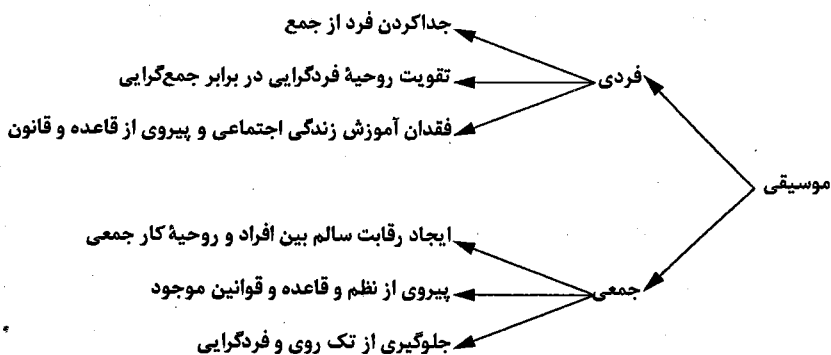 جداکردن فرد از جمع
فردی
تقویت روحیهٔ فردگرایی در برابر جمع‌گرایی
فقدان آموزش زندگی اجتماعی و پیروی از قاعده و قانون
موسیقی
ایجاد رقابت سالم بین افراد و روحیهٔ کار جمعی
جمعی
پیروی از نظم و قاعده و قوانین موجود
جلوگیری از تک روی و فردگرایی